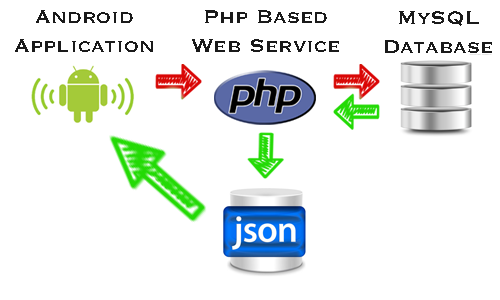 Android
Application
Php Based
Web Service
MySQL
Database
php
json